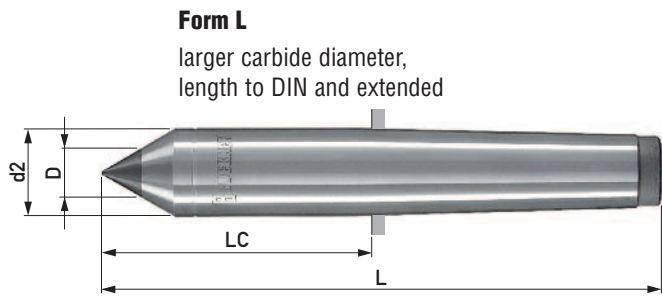 Form L
larger carbide diameter,
length to DIN and extended
d2
D
LC
L